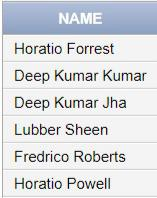 NAME
Horatio Forrest
Deep Kumar Kumar
Deep Kumar Jha
Lubber Sheen
Fredrico Roberts
Horatio Powell